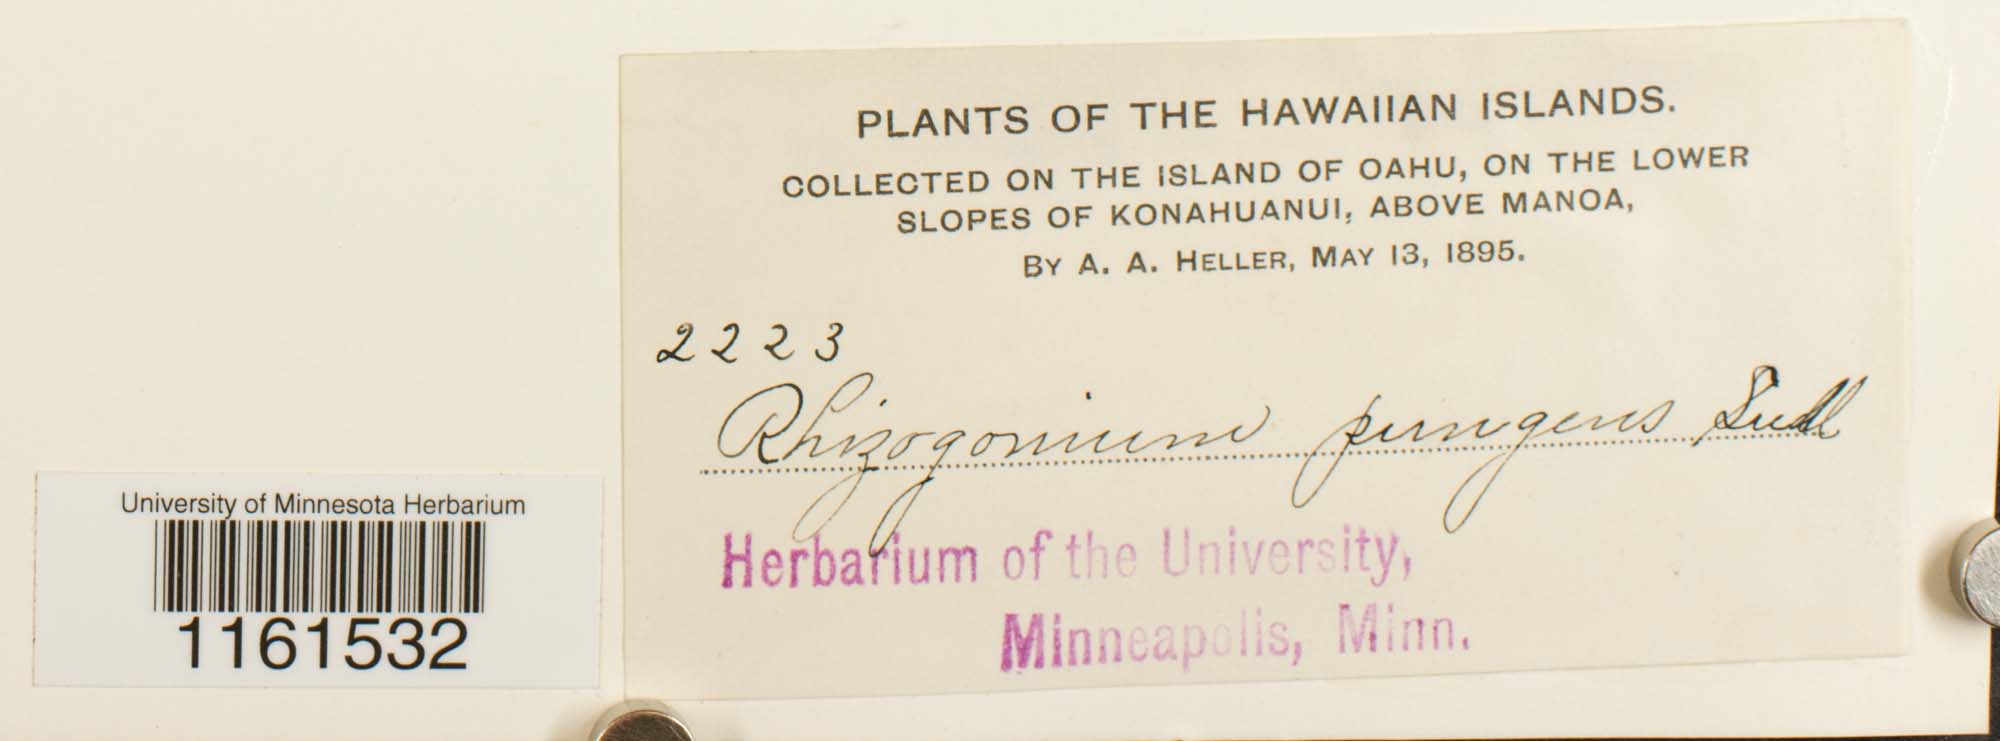 PLANTS OF THE HAWAIIAN ISLANDS.
COLLECTED ON THE ISLAND OF OAHU, ON THE LOWER
SLOPES OF KONAHUANUI, ABOVE MANOA,
BY A. A. HELLER, MAY 13, 1895.
2223
Rhizogonium pungens Sull
Herbarium of the University,
Minneapolis, Minn.
University of Minnesota Herbarium
1161532